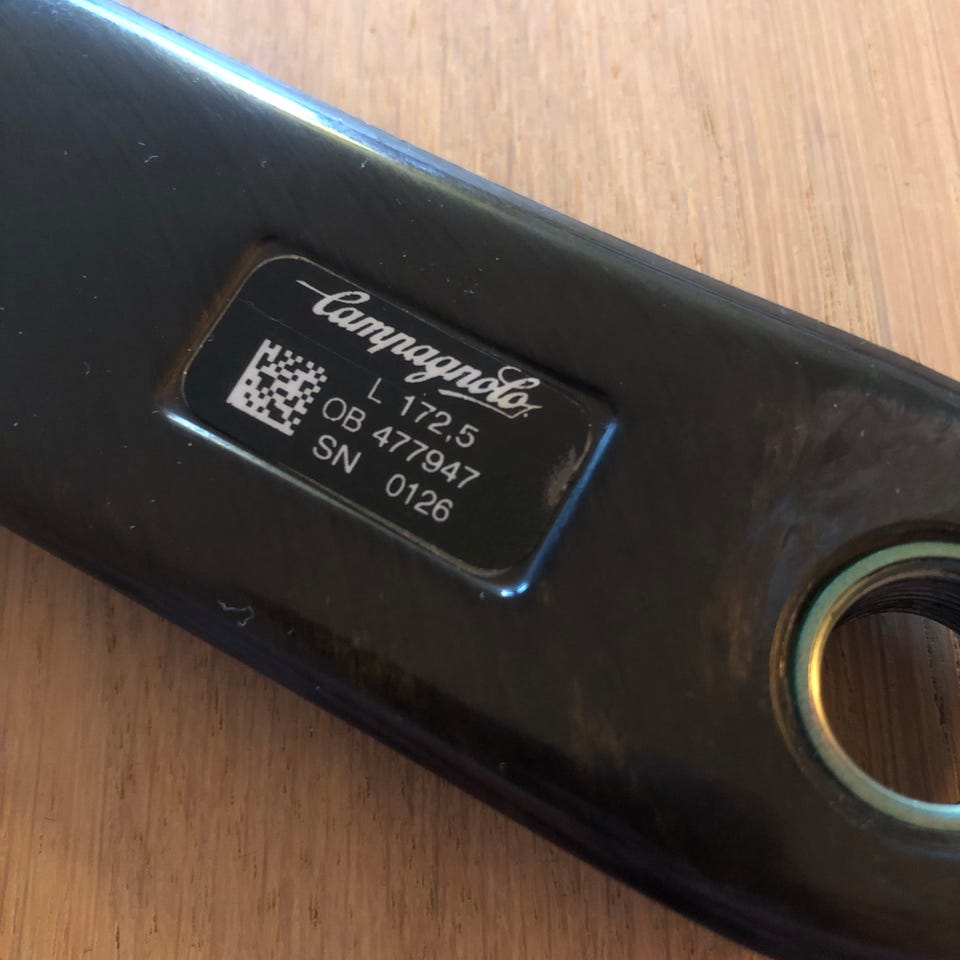 Campagnolo
L 172,5
OB 477947
SN 0126